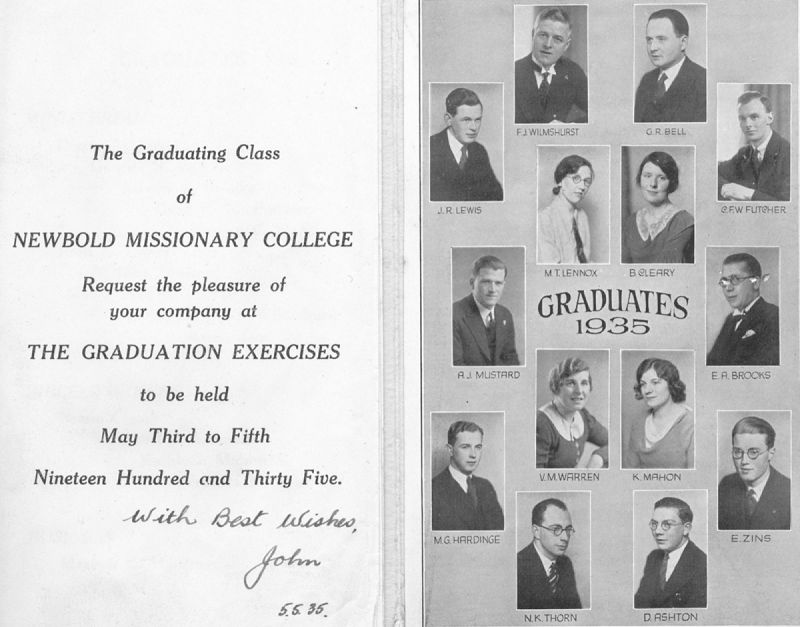 The Graduating Class
of
NEWBOLD MISSIONARY COLLEGE
Request the pleasure of
your company at
THE GRADUATION EXERCISES
to be held
May Third to Fifth
Nineteen Hundred and Thirty Five.
With Best Wishes,
John
5.5.35.
F.J. WILMSHURST
G.R. BELL
J.R. LEWIS
C.F.W. FUTCHER
M.T. LENNOX
B. CLEARY
GRADUATES
1935
A.J. MUSTARD
E.A. BROOKS
V.M. WARREN
K. MAHON
M.G. HARDINGE
E. ZINS
N.K. THORN
D. ASHTON